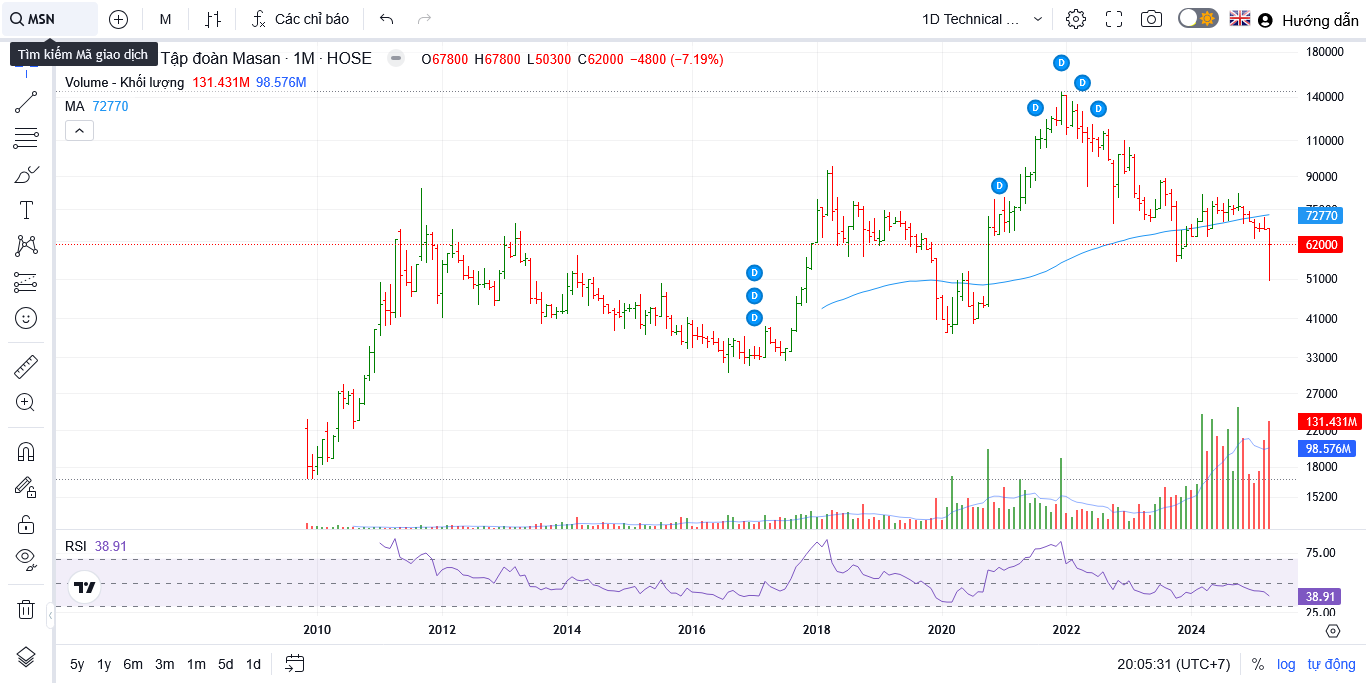 MSN
M
Các chỉ báo
1D Technical ...
Hướng dẫn
Tìm kiếm Mã giao dịch
Tập đoàn Masan · 1M · HOSE
O67800 H67800 L50300 C62000 −4800 (−7.19%)
Volume - Khối lượng 131.431M 98.576M
MA 72770
180000
140000
110000
90000
75000
72770
62000
51000
41000
33000
27000
131.431M
22000
98.576M
18000
15200
D
D
D
D
D
D
D
D
RSI 38.91
75.00
38.91
25.00
2010 2012 2014 2016 2018 2020 2022 2024
5y 1y 6m 3m 1m 5d 1d
20:05:31 (UTC+7) % log tự động